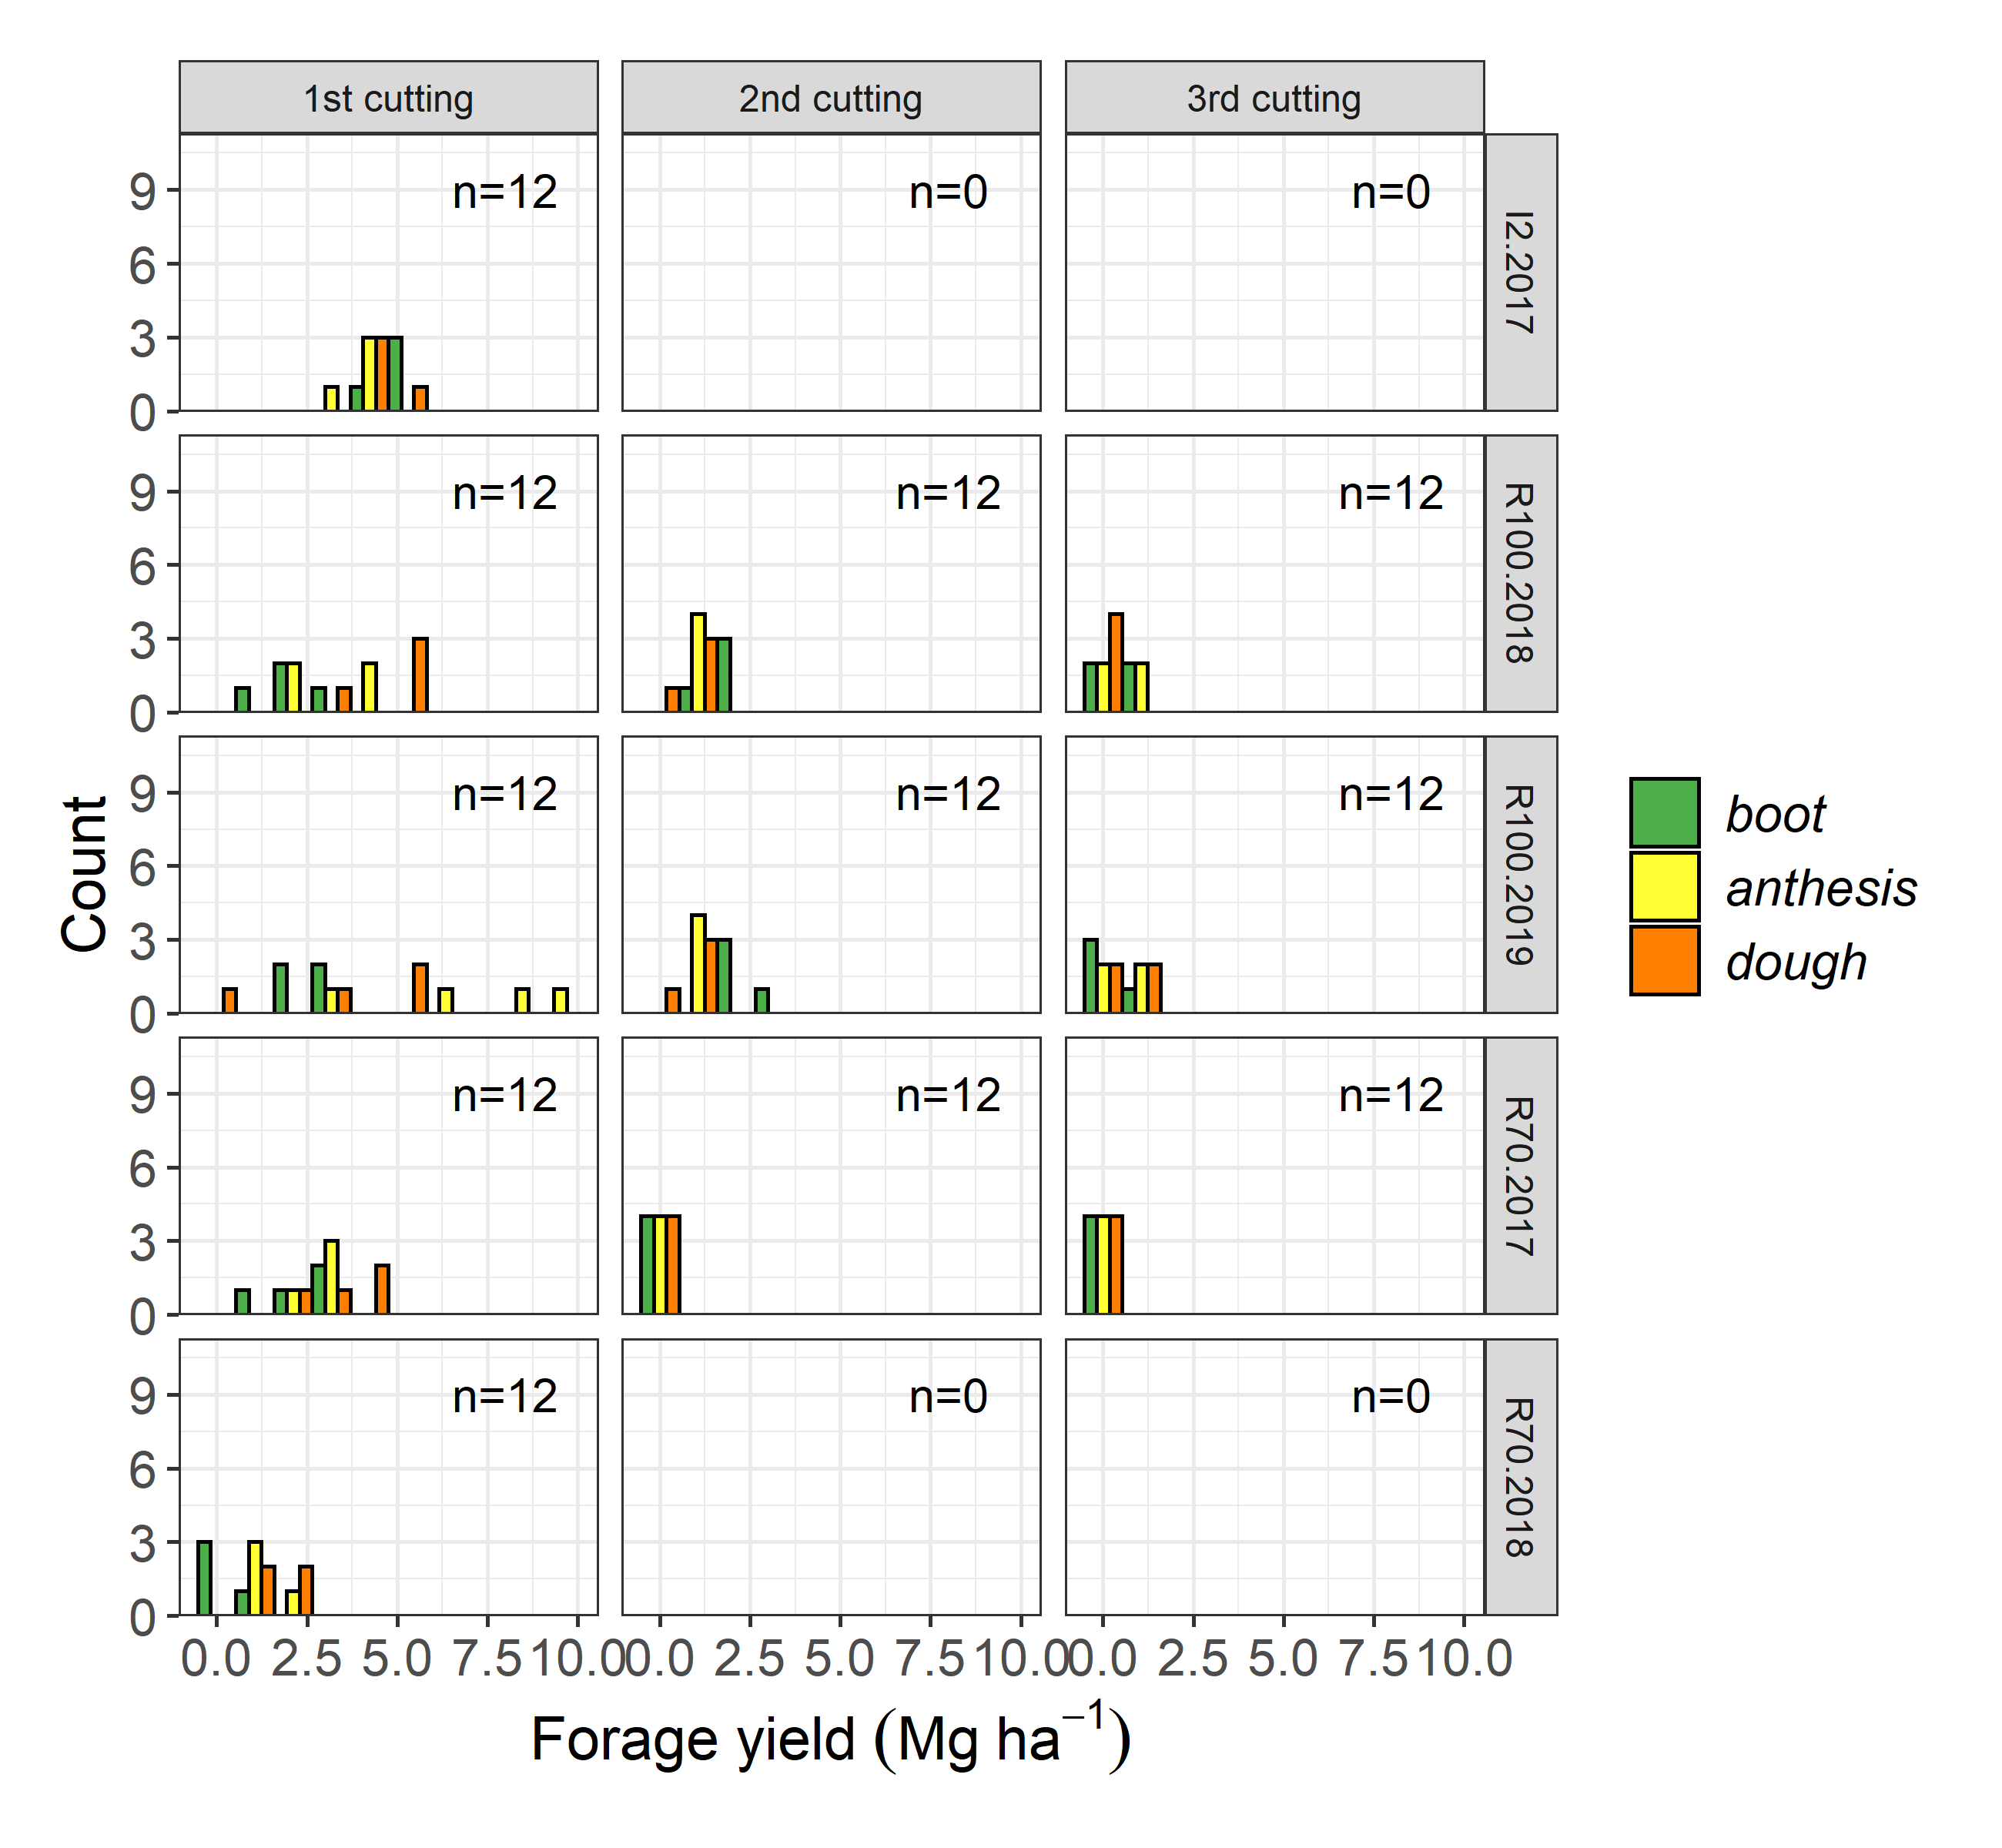 1st cutting 2nd cutting 3rd cutting
9 n=12 n=0 n=0 I2.2017
6
3
0
9 n=12 n=12 n=12 R100.2018
6
3
0
9 n=12 n=12 n=12 R100.2019
6
3
0
9 n=12 n=12 n=12 R70.2017
6
3
0
9 n=12 n=0 n=0 R70.2018
6
3
0
Count
0.0 2.5 5.0 7.5 10.0 0.0 2.5 5.0 7.5 10.0 0.0 2.5 5.0 7.5 10.0
Forage yield (Mg ha⁻¹)
boot
anthesis
dough